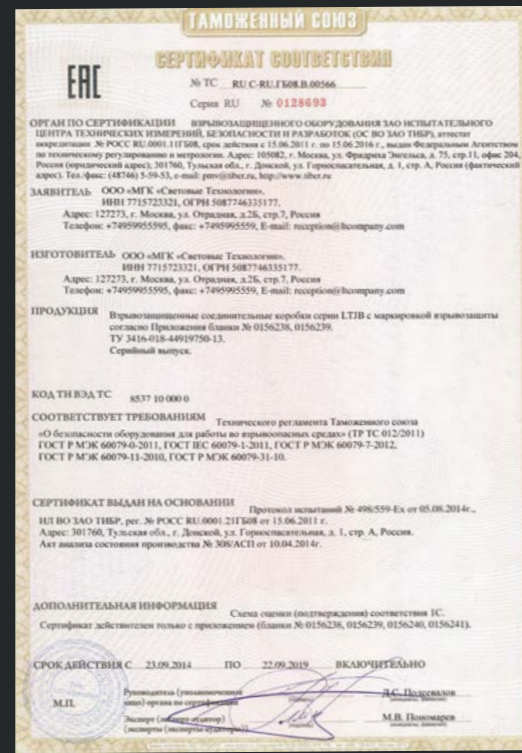 ТАМОЖЕННЫЙ СОЮЗ
СЕРТИФИКАТ СООТВЕТСТВИЯ
ЕАС
№ ТС RU C-RU.ГБ08.В.00566
Серия RU № 0128693
ОРГАН ПО СЕРТИФИКАЦИИ ВЗРЫВОЗАЩИЩЕННОГО ОБОРУДОВАНИЯ ЗАО ИСПЫТАТЕЛЬНОГО
ЦЕНТРА ТЕХНИЧЕСКИХ ИЗМЕРЕНИЙ, БЕЗОПАСНОСТИ И РАЗРАБОТОК (ОС ВО ЗАО ТИБР), аттестат
аккредитации № РОСС RU.0001.11ГБ08, срок действия с 15.06.2011 г. по 15.06.2016 г., выдан Федеральным Агентством
по техническому регулированию и метрологии. Адрес: 105082, г. Москва, ул. Фридриха Энгельса, д. 75, стр.11, офис 204,
Россия (юридический адрес); 301760, Тульская обл., г. Донской, ул. Горноспасательная, д. 1, стр. А, Россия (фактический
адрес). Тел./факс: (48746) 5-59-53, e-mail: pmv@tiber.ru, http://www.tiber.ru
ЗАЯВИТЕЛЬ ООО «МГК «Световые Технологии»,
ИНН 7715723321, ОГРН 5087746335177.
Адрес: 127273, г. Москва, ул. Отрадная, д.2Б, стр.7, Россия
Телефон: +74959955595, факс: +7495995559, E-mail: reception@ltcompany.com
ИЗГОТОВИТЕЛЬ ООО «МГК «Световые Технологии»,
ИНН 7715723321, ОГРН 5087746335177.
Адрес: 127273, г. Москва, ул. Отрадная, д.2Б, стр.7, Россия
Телефон: +74959955595, факс: +7495995559, E-mail: reception@ltcompany.com
ПРОДУКЦИЯ Взрывозащищенные соединительные коробки серии LTJB с маркировкой взрывозащиты
согласно Приложения бланки № 0156238, 0156239.
ТУ 3416-018-44919750-13.
Серийный выпуск.
КОД ТН ВЭД ТС 8537 10 000 0
СООТВЕТСТВУЕТ ТРЕБОВАНИЯМ Технического регламента Таможенного союза
«О безопасности оборудования для работы во взрывоопасных средах» (ТР ТС 012/2011)
ГОСТ Р МЭК 60079-0-2011, ГОСТ IEC 60079-1-2011, ГОСТ Р МЭК 60079-7-2012,
ГОСТ Р МЭК 60079-11-2010, ГОСТ Р МЭК 60079-31-10.
СЕРТИФИКАТ ВЫДАН НА ОСНОВАНИИ Протокол испытаний № 498/559-Ex от 05.08.2014г.,
ИЛ ВО ЗАО ТИБР, рег. № РОСС RU.0001.21ГБ08 от 15.06.2011 г.
Адрес: 301760, Тульская обл., г. Донской, ул. Горноспасательная, д. 1, стр. А, Россия.
Акт анализа состояния производства № 308/АСП от 10.04.2014г.
ДОПОЛНИТЕЛЬНАЯ ИНФОРМАЦИЯ Схема оценки (подтверждения) соответствия 1С.
Сертификат действителен только с приложением (бланки № 0156238, 0156239, 0156240, 0156241).
СРОК ДЕЙСТВИЯ С 23.09.2014 ПО 22.09.2019 ВКЛЮЧИТЕЛЬНО
М.П.
Руководитель (уполномоченное
лицо) органа по сертификации
Д.С. Подсевалов
Эксперт (эксперт-аудитор)
(эксперты (эксперты-аудиторы))
М.В. Пономарев